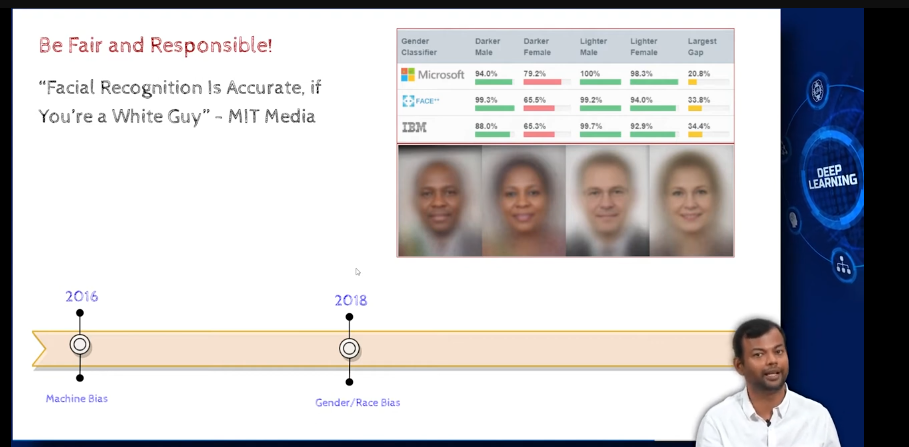 Be Fair and Responsible!
“Facial Recognition Is Accurate, if
You're a White Guy” - MIT Media
Gender Classifier Darker Male Darker Female Lighter Male Lighter Female Largest Gap
Microsoft 94.0% 79.2% 100% 98.3% 20.8%
FACE++ 99.3% 65.5% 99.2% 94.0% 33.8%
IBM 88.0% 65.3% 99.7% 92.9% 34.4%
DEEP
LEARNING
2016
2018
Machine Bias
Gender/Race Bias